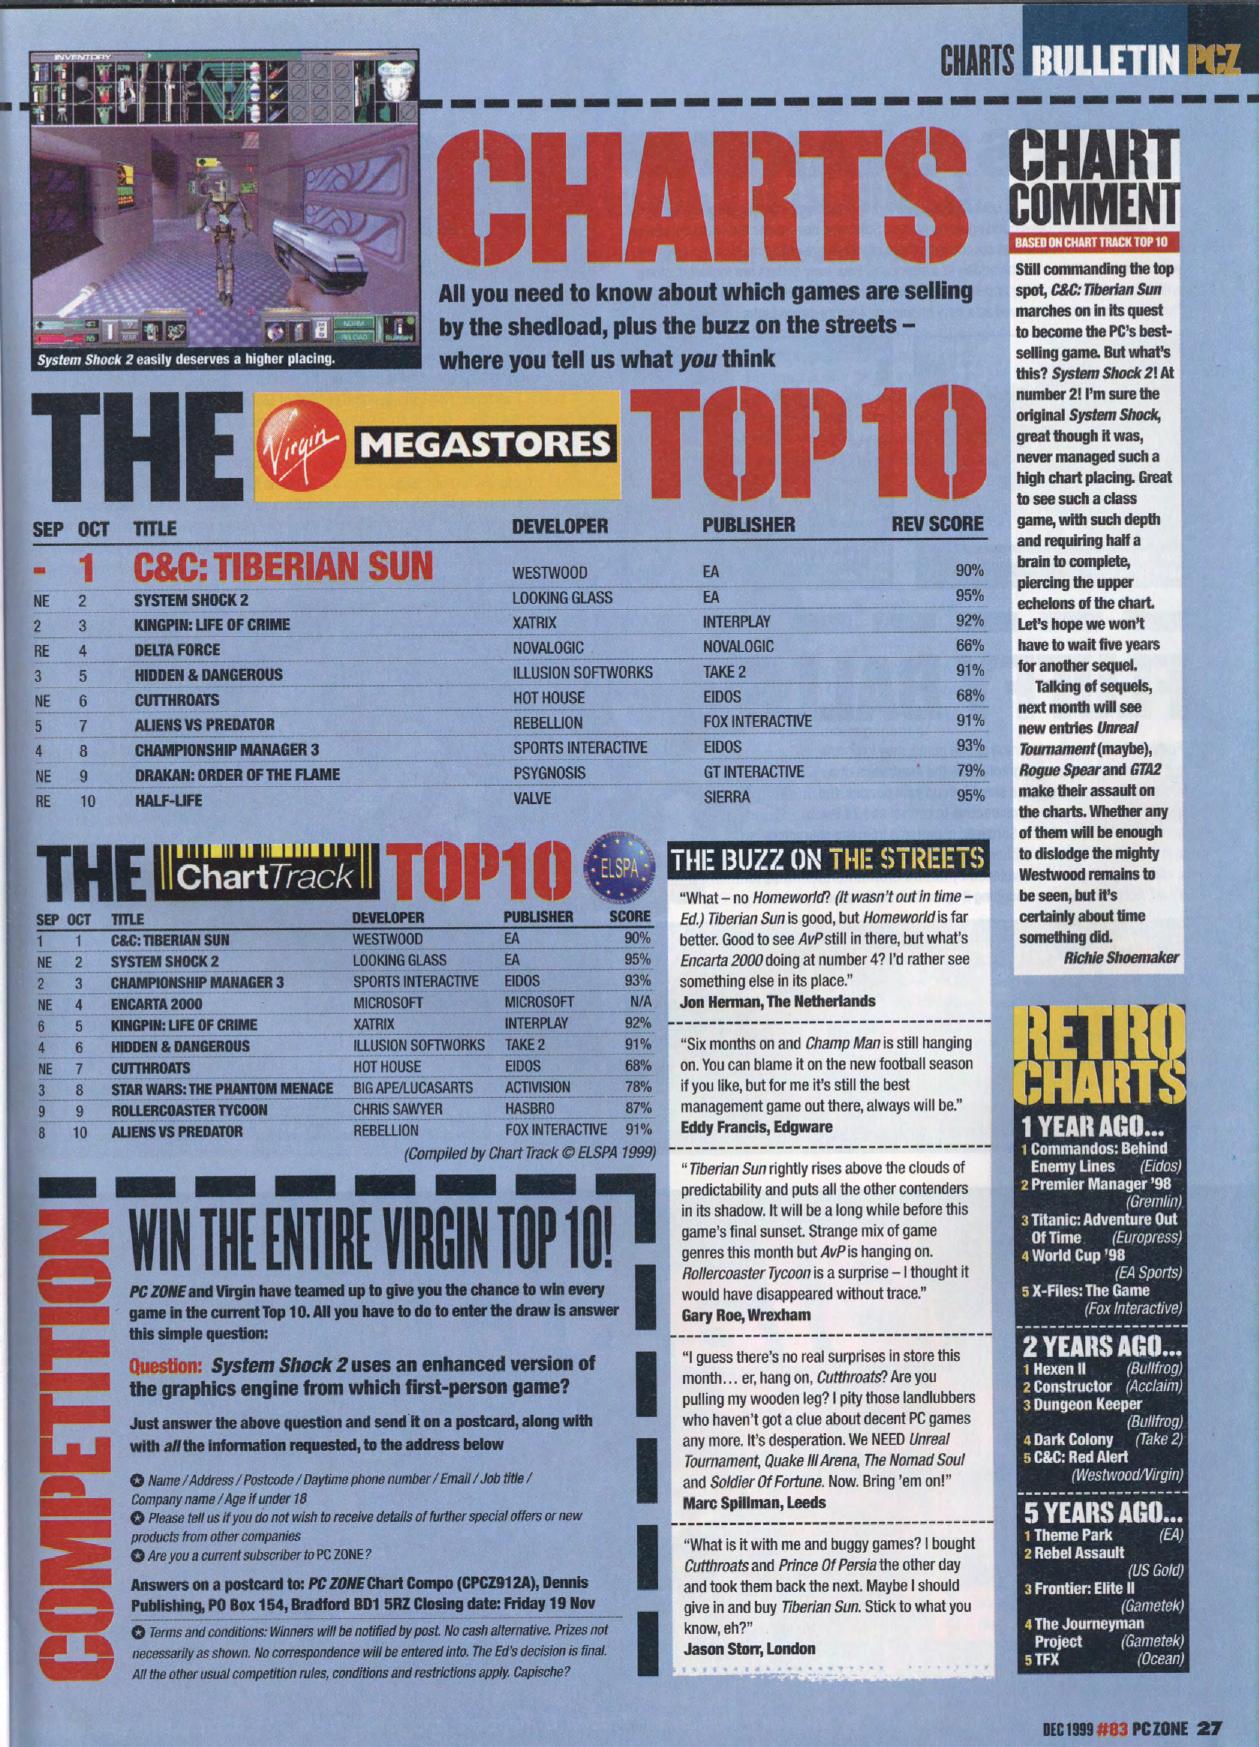 CHARTS BULLETIN PCZ
INVENTORY
NORM
RELOAD
System Shock 2 easily deserves a higher placing.
CHARTS
All you need to know about which games are selling
by the shedload, plus the buzz on the streets –
where you tell us what you think
THE Virgin MEGASTORES TOP 10
SEP OCT TITLE DEVELOPER PUBLISHER REV SCORE
- 1 C&C: TIBERIAN SUN WESTWOOD EA 90%
NE 2 SYSTEM SHOCK 2 LOOKING GLASS EA 95%
2 3 KINGPIN: LIFE OF CRIME XATRIX INTERPLAY 92%
RE 4 DELTA FORCE NOVALOGIC NOVALOGIC 66%
3 5 HIDDEN & DANGEROUS ILLUSION SOFTWORKS TAKE 2 91%
NE 6 CUTTHROATS HOT HOUSE EIDOS 68%
5 7 ALIENS VS PREDATOR REBELLION FOX INTERACTIVE 91%
4 8 CHAMPIONSHIP MANAGER 3 SPORTS INTERACTIVE EIDOS 93%
NE 9 DRAKAN: ORDER OF THE FLAME PSYGNOSIS GT INTERACTIVE 79%
RE 10 HALF-LIFE VALVE SIERRA 95%
THE ChartTrack TOP10 ELSPA
SEP OCT TITLE DEVELOPER PUBLISHER SCORE
1 1 C&C: TIBERIAN SUN WESTWOOD EA 90%
NE 2 SYSTEM SHOCK 2 LOOKING GLASS EA 95%
2 3 CHAMPIONSHIP MANAGER 3 SPORTS INTERACTIVE EIDOS 93%
NE 4 ENCARTA 2000 MICROSOFT MICROSOFT N/A
6 5 KINGPIN: LIFE OF CRIME XATRIX INTERPLAY 92%
4 6 HIDDEN & DANGEROUS ILLUSION SOFTWORKS TAKE 2 91%
NE 7 CUTTHROATS HOT HOUSE EIDOS 68%
3 8 STAR WARS: THE PHANTOM MENACE BIG APE/LUCASARTS ACTIVISION 78%
9 9 ROLLERCOASTER TYCOON CHRIS SAWYER HASBRO 87%
8 10 ALIENS VS PREDATOR REBELLION FOX INTERACTIVE 91%
(Compiled by Chart Track © ELSPA 1999)
COMPETITION
WIN THE ENTIRE VIRGIN TOP 10!
PC ZONE and Virgin have teamed up to give you the chance to win every
game in the current Top 10. All you have to do to enter the draw is answer
this simple question:
Question: System Shock 2 uses an enhanced version of
the graphics engine from which first-person game?
Just answer the above question and send it on a postcard, along with
with all the information requested, to the address below
Name / Address / Postcode / Daytime phone number / Email / Job title /
Company name / Age if under 18
Please tell us if you do not wish to receive details of further special offers or new
products from other companies
Are you a current subscriber to PC ZONE?
Answers on a postcard to: PC ZONE Chart Compo (CPCZ912A), Dennis
Publishing, PO Box 154, Bradford BD1 5RZ Closing date: Friday 19 Nov
Terms and conditions: Winners will be notified by post. No cash alternative. Prizes not
necessarily as shown. No correspondence will be entered into. The Ed's decision is final.
All the other usual competition rules, conditions and restrictions apply. Capische?
THE BUZZ ON THE STREETS
"What – no Homeworld? (It wasn't out in time –
Ed.) Tiberian Sun is good, but Homeworld is far
better. Good to see AvP still in there, but what's
Encarta 2000 doing at number 4? I'd rather see
something else in its place."
Jon Herman, The Netherlands
"Six months on and Champ Man is still hanging
on. You can blame it on the new football season
if you like, but for me it's still the best
management game out there, always will be."
Eddy Francis, Edgware
"Tiberian Sun rightly rises above the clouds of
predictability and puts all the other contenders
in its shadow. It will be a long while before this
game's final sunset. Strange mix of game
genres this month but AvP is hanging on.
Rollercoaster Tycoon is a surprise – I thought it
would have disappeared without trace."
Gary Roe, Wrexham
"I guess there's no real surprises in store this
month... er, hang on, Cutthroats? Are you
pulling my wooden leg? I pity those landlubbers
who haven't got a clue about decent PC games
any more. It's desperation. We NEED Unreal
Tournament, Quake III Arena, The Nomad Soul
and Soldier Of Fortune. Now. Bring 'em on!"
Marc Spillman, Leeds
"What is it with me and buggy games? I bought
Cutthroats and Prince Of Persia the other day
and took them back the next. Maybe I should
give in and buy Tiberian Sun. Stick to what you
know, eh?"
Jason Storr, London
CHART
COMMENT
BASED ON CHART TRACK TOP 10
Still commanding the top
spot, C&C: Tiberian Sun
marches on in its quest
to become the PC's best-
selling game. But what's
this? System Shock 2! At
number 2! I'm sure the
original System Shock,
great though it was,
never managed such a
high chart placing. Great
to see such a class
game, with such depth
and requiring half a
brain to complete,
piercing the upper
echelons of the chart.
Let's hope we won't
have to wait five years
for another sequel.
Talking of sequels,
next month will see
new entries Unreal
Tournament (maybe),
Rogue Spear and GTA2
make their assault on
the charts. Whether any
of them will be enough
to dislodge the mighty
Westwood remains to
be seen, but it's
certainly about time
something did.
Richie Shoemaker
RETRO
CHARTS
1 YEAR AGO...
1 Commandos: Behind
Enemy Lines (Eidos)
2 Premier Manager '98
(Gremlin)
3 Titanic: Adventure Out
Of Time (Europress)
4 World Cup '98
(EA Sports)
5 X-Files: The Game
(Fox Interactive)
2 YEARS AGO...
1 Hexen II (Bullfrog)
2 Constructor (Acclaim)
3 Dungeon Keeper
(Bullfrog)
4 Dark Colony (Take 2)
5 C&C: Red Alert
(Westwood/Virgin)
5 YEARS AGO...
1 Theme Park (EA)
2 Rebel Assault
(US Gold)
3 Frontier: Elite II
(Gametek)
4 The Journeyman
Project (Gametek)
5 TFX (Ocean)
DEC 1999 #83 PC ZONE 27